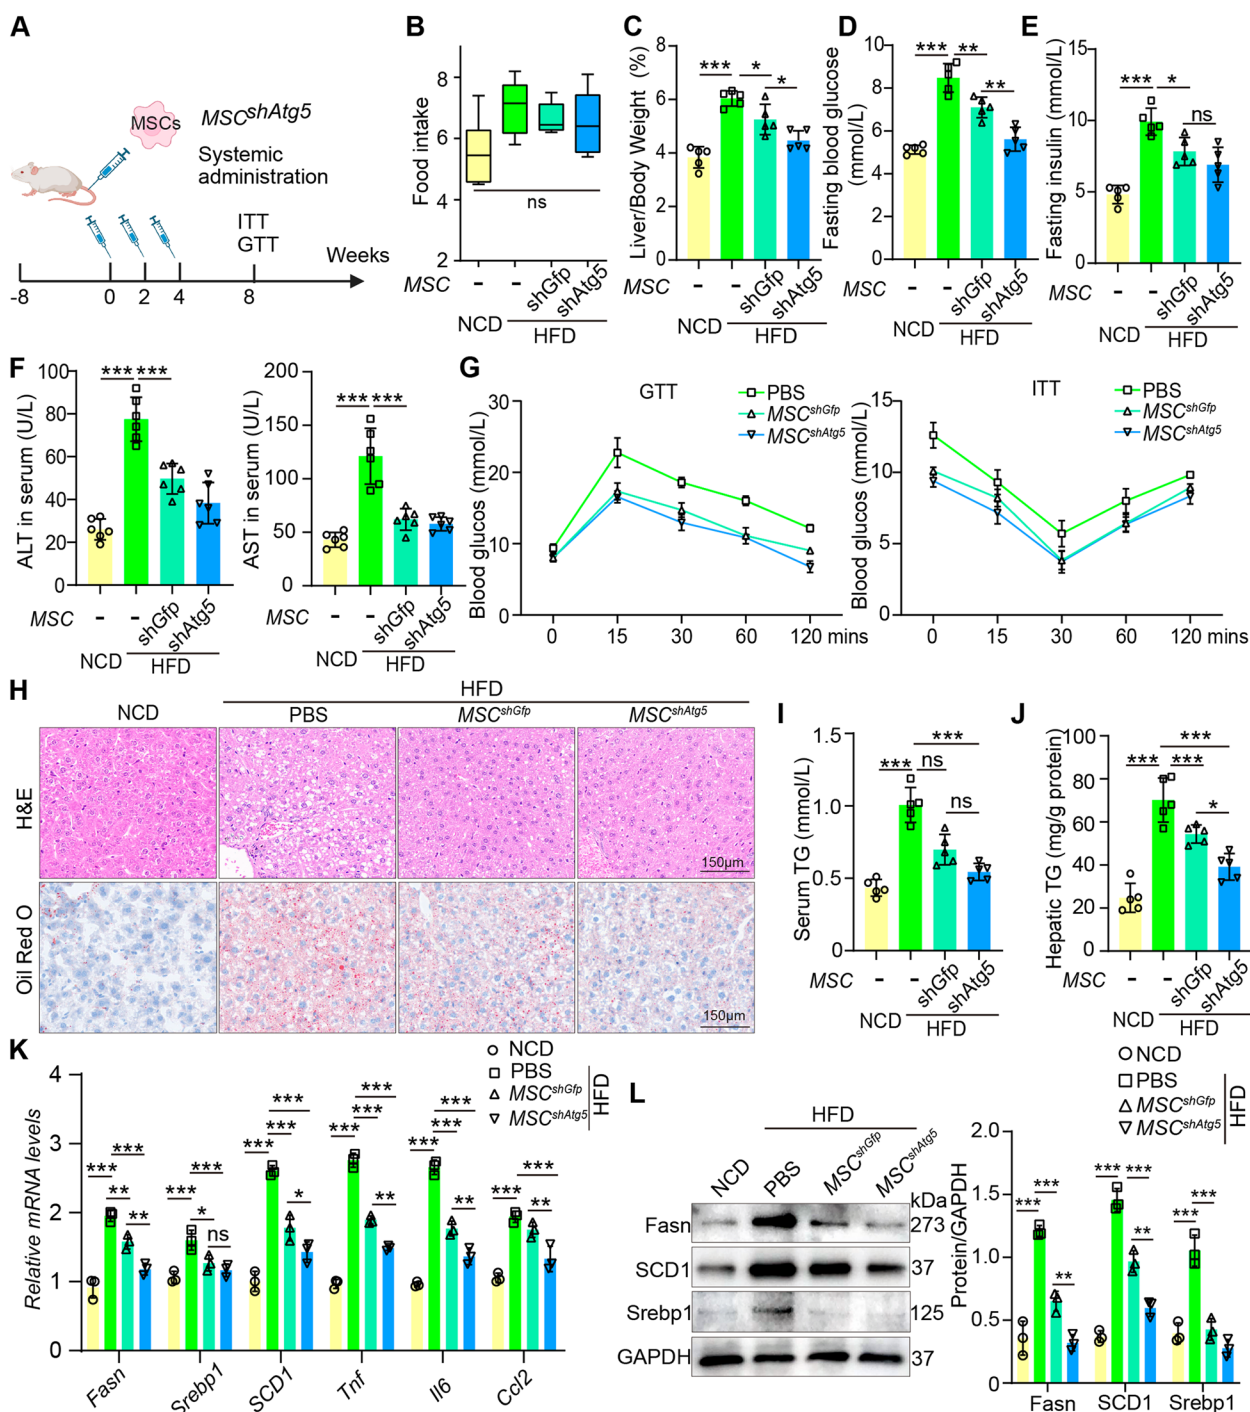 A
MSCs
MSCshAtg5
Systemic
administration
ITT
GTT
Weeks
-8 0 2 4 8
B
Food intake
8
6
4
2
ns
MSC - - shGfp shAtg5
NCD HFD
C
Liver/Body Weight (%)
8
6
4
2
0
*** * *
- - shGfp shAtg5
NCD HFD
D
Fasting blood glucose
(mmol/L)
10
8
6
4
2
0
*** ** **
MSC - - shGfp shAtg5
NCD HFD
E
Fasting insulin (mmol/L)
15
10
5
0
*** * ns
MSC - - shGfp shAtg5
NCD HFD
F
ALT in serum (U/L)
100
80
60
40
20
0
*** ***
MSC - - shGfp shAtg5
NCD HFD
AST in serum (U/L)
200
150
100
50
0
*** ***
- - shGfp shAtg5
NCD HFD
G
GTT
PBS
MSCshGfp
MSCshAtg5
Blood glucos (mmol/L)
30
20
10
0
0 15 30 60 120 mins
ITT
PBS
MSCshGfp
MSCshAtg5
Blood glucos (mmol/L)
15
10
5
0
0 15 30 60 120 mins
H
HFD
NCD PBS MSCshGfp MSCshAtg5
H&E
150μm
Oil Red O
150μm
I
Serum TG (mmol/L)
1.5
1.0
0.5
0
***
*** ns
ns
MSC - - shGfp shAtg5
NCD HFD
J
Hepatic TG (mg/g protein)
100
80
60
40
20
0
***
*** ***
*
MSC - - shGfp shAtg5
NCD HFD
K
NCD
PBS
MSCshGfp
MSCshAtg5
HFD
Relative mRNA levels
4
3
2
1
0
*** *** ** **
*** *** * ns
*** *** *** *
*** *** *** **
*** *** *** **
*** *** **
Fasn Srebp1 SCD1 Tnf Il6 Ccl2
L
HFD
NCD PBS MSCshGfp MSCshAtg5
kDa
Fasn 273
SCD1 37
Srebp1 125
GAPDH 37
NCD
PBS
MSCshGfp
MSCshAtg5
HFD
Protein/GAPDH
2.0
1.5
1.0
0.5
0
*** *** **
*** *** **
*** ***
Fasn SCD1 Srebp1